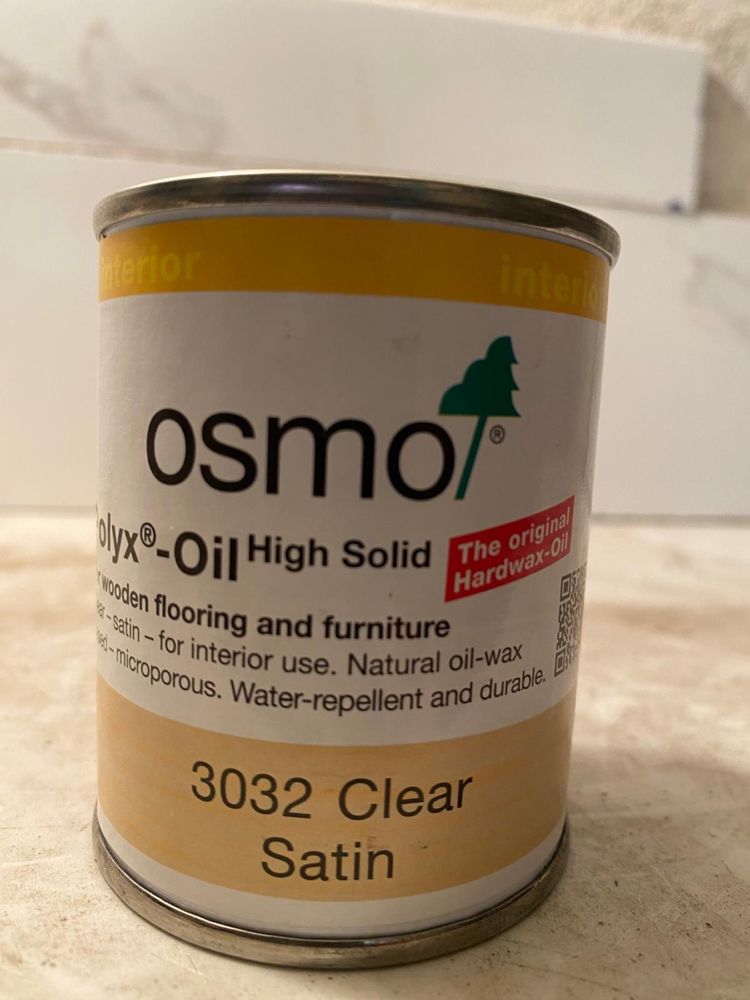 interior interior
osmo®
Polyx®-Oil High Solid
The original
Hardwax-Oil
wooden flooring and furniture
– satin – for interior use. Natural oil-wax
– microporous. Water-repellent and durable.
3032 Clear
Satin